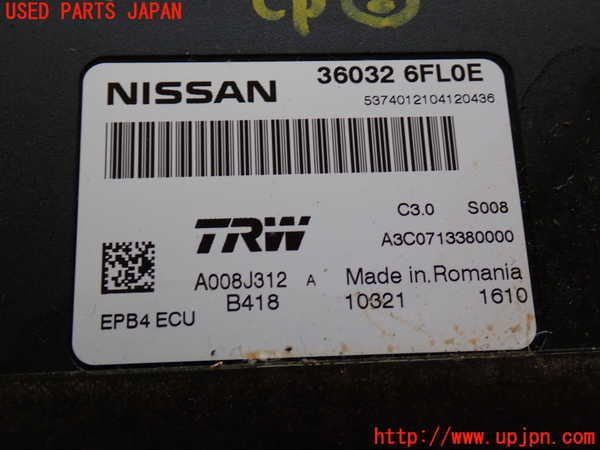 USED PARTS JAPAN
CP
NISSAN
36032 6FL0E
5374012104120436
TRW
C3.0 S008
A3C0713380000
A008J312 A
Made in.Romania
B418
10321 1610
EPB4 ECU
http://www.upjpn.com